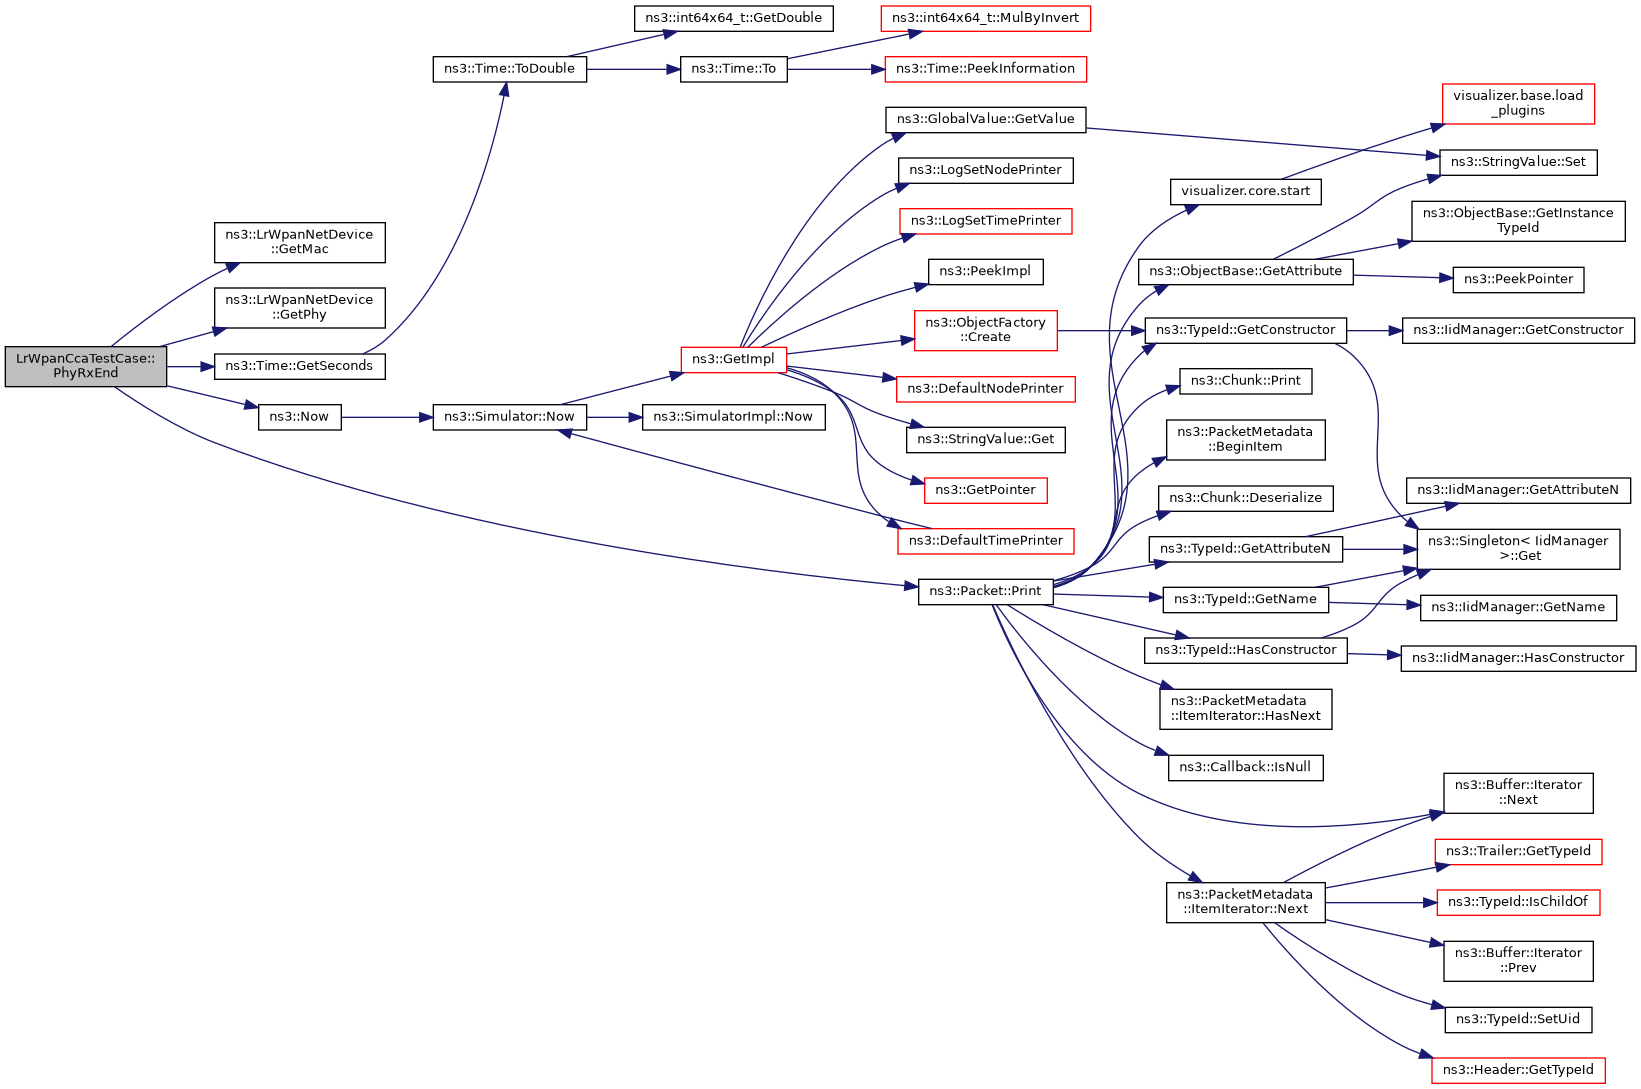 ns3::int64x64_t::GetDouble
ns3::int64x64_t::MulByInvert
ns3::Time::ToDouble
ns3::Time::To
ns3::Time::PeekInformation
visualizer.base.load
_plugins
ns3::GlobalValue::GetValue
ns3::StringValue::Set
ns3::LogSetNodePrinter
visualizer.core.start
ns3::LogSetTimePrinter
ns3::ObjectBase::GetInstance
TypeId
ns3::LrWpanNetDevice
::GetMac
ns3::PeekImpl
ns3::ObjectBase::GetAttribute
ns3::PeekPointer
ns3::LrWpanNetDevice
::GetPhy
ns3::ObjectFactory
::Create
ns3::TypeId::GetConstructor
ns3::IidManager::GetConstructor
LrWpanCcaTestCase::
PhyRxEnd
ns3::Time::GetSeconds
ns3::GetImpl
ns3::DefaultNodePrinter
ns3::Chunk::Print
ns3::Now
ns3::Simulator::Now
ns3::SimulatorImpl::Now
ns3::StringValue::Get
ns3::PacketMetadata
::BeginItem
ns3::GetPointer
ns3::Chunk::Deserialize
ns3::IidManager::GetAttributeN
ns3::DefaultTimePrinter
ns3::TypeId::GetAttributeN
ns3::Singleton< IidManager
>::Get
ns3::Packet::Print
ns3::TypeId::GetName
ns3::IidManager::GetName
ns3::TypeId::HasConstructor
ns3::IidManager::HasConstructor
ns3::PacketMetadata
::ItemIterator::HasNext
ns3::Callback::IsNull
ns3::Buffer::Iterator
::Next
ns3::Trailer::GetTypeId
ns3::PacketMetadata
::ItemIterator::Next
ns3::TypeId::IsChildOf
ns3::Buffer::Iterator
::Prev
ns3::TypeId::SetUid
ns3::Header::GetTypeId